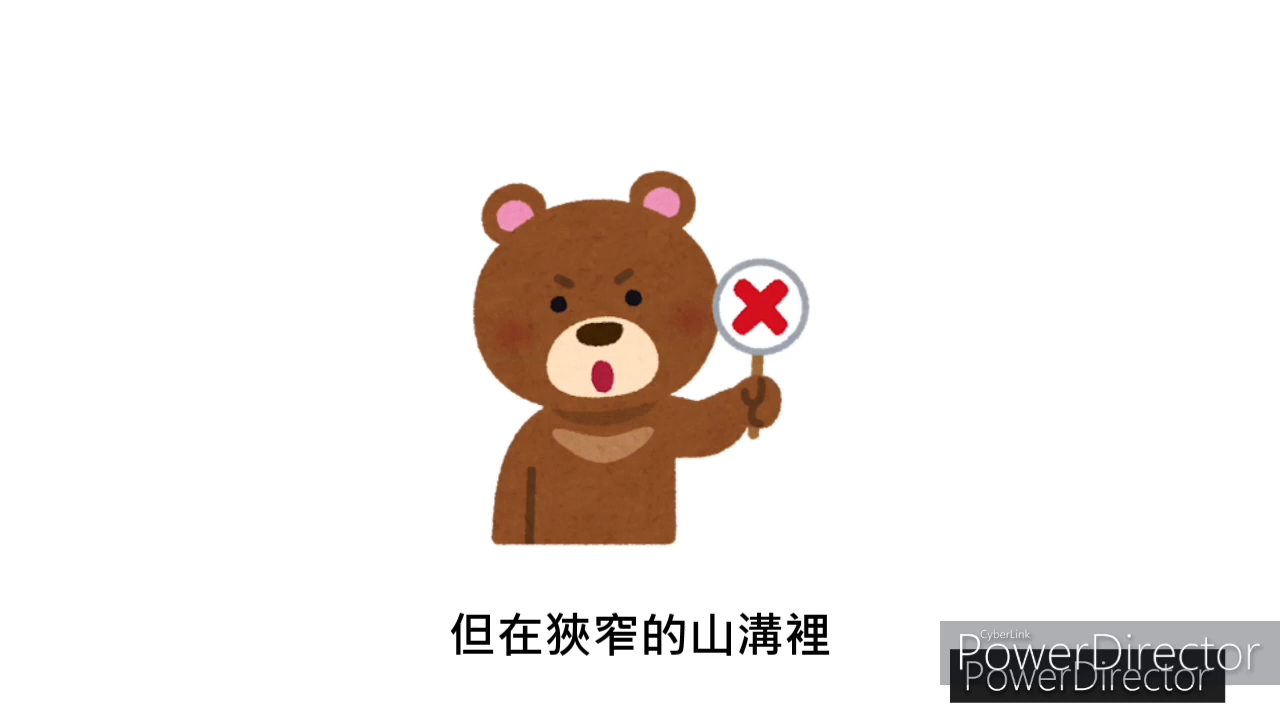 但在狹窄的山溝裡
CyberLink
PowerDirector
PowerDirector